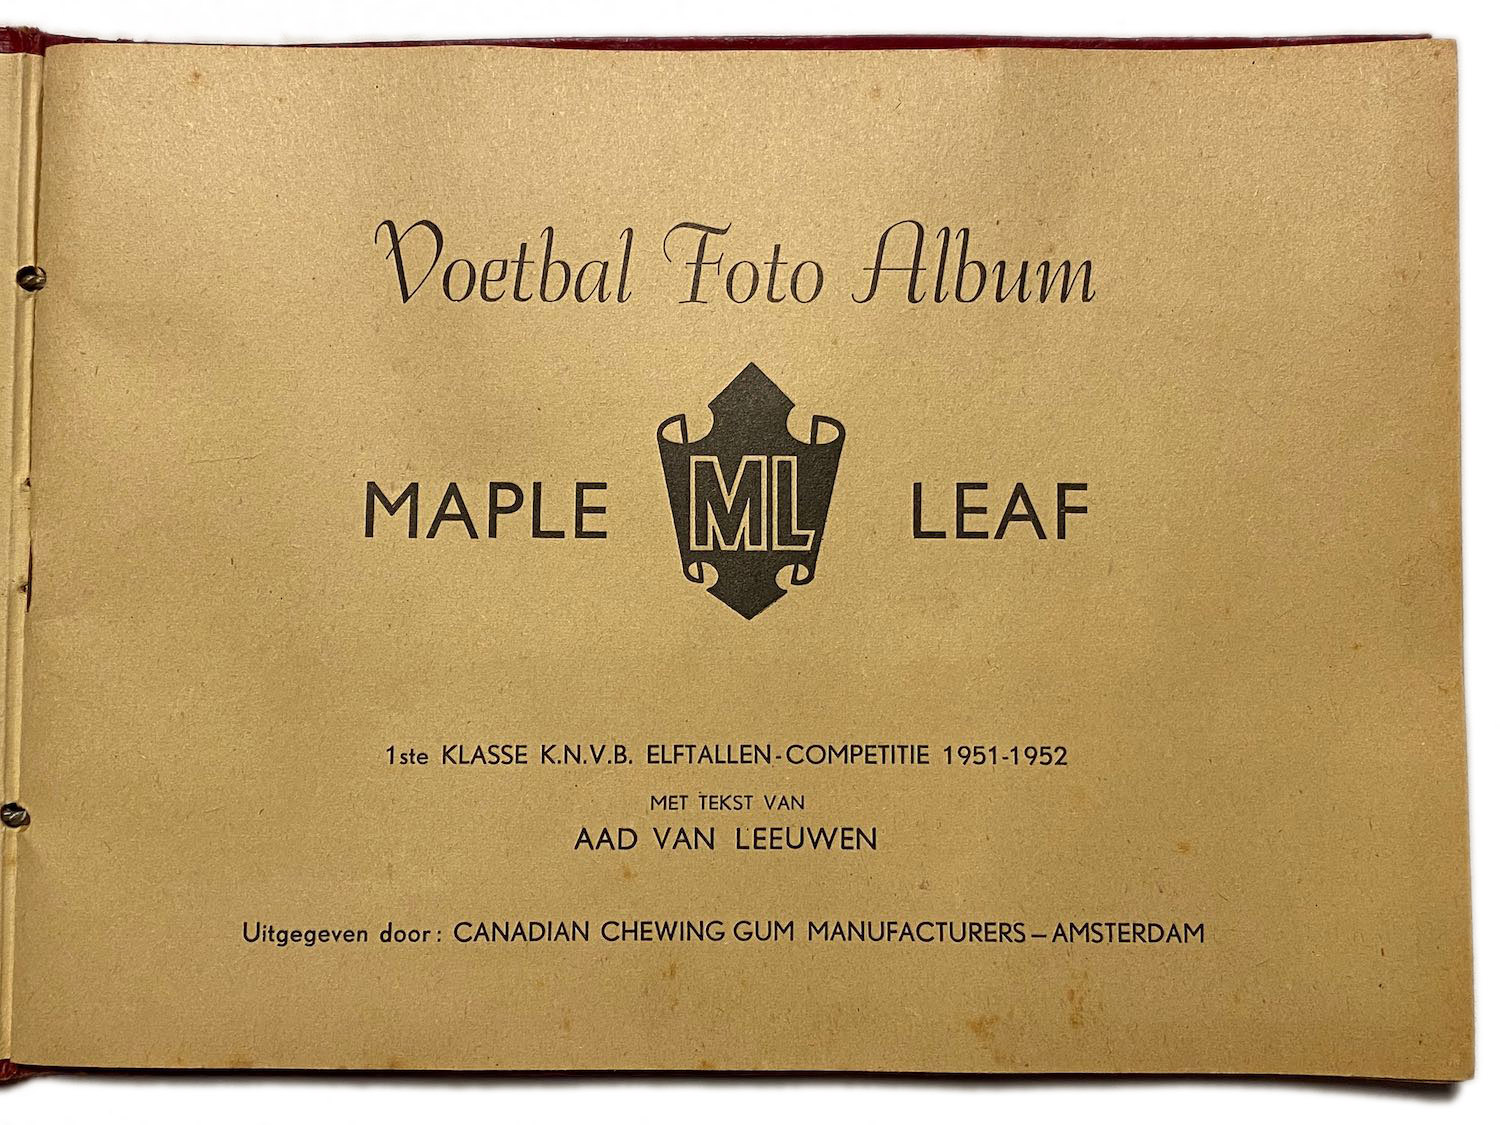 Voetbal Foto Album
MAPLE ML LEAF
1ste KLASSE K.N.V.B. ELFTALLEN-COMPETITIE 1951-1952
MET TEKST VAN
AAD VAN LEEUWEN
Uitgegeven door: CANADIAN CHEWING GUM MANUFACTURERS – AMSTERDAM